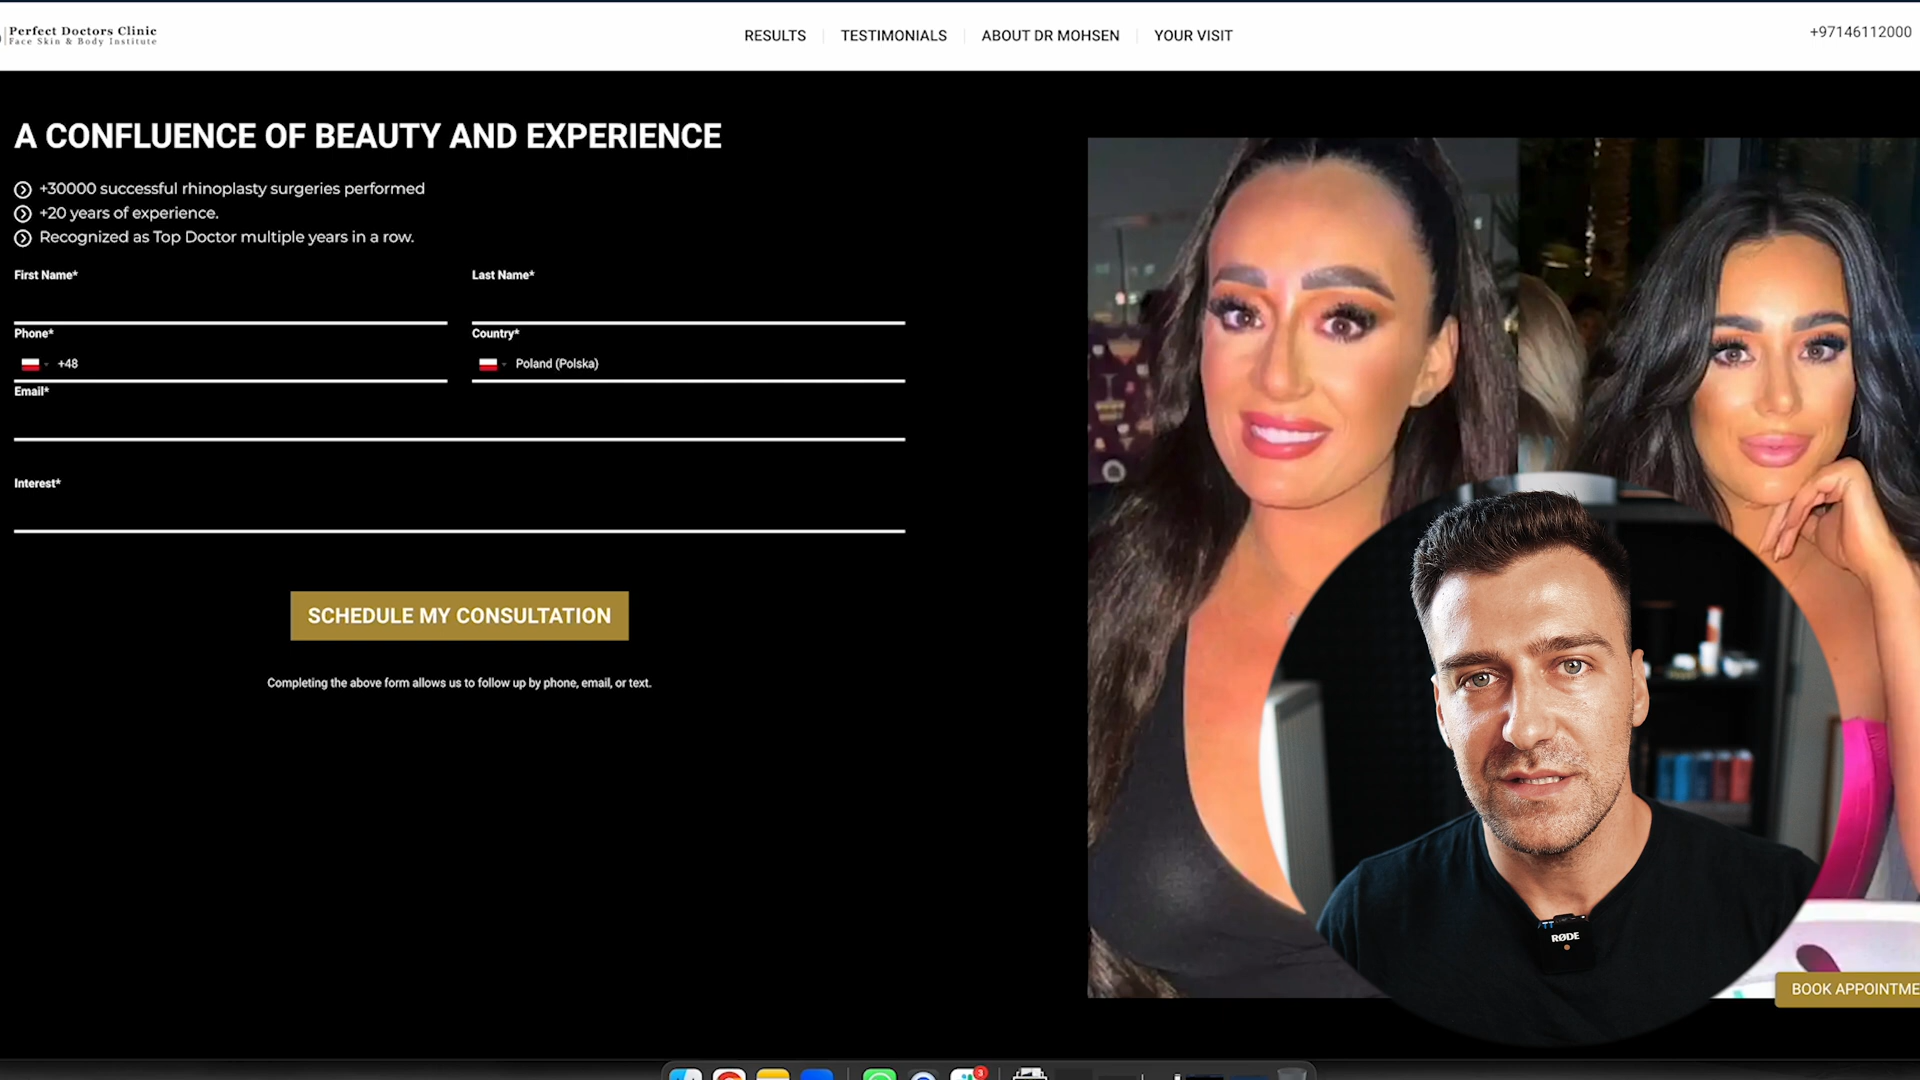 Perfect Doctors Clinic
Face Skin & Body Institute
RESULTS
TESTIMONIALS
ABOUT DR MOHSEN
YOUR VISIT
+97146112000
A CONFLUENCE OF BEAUTY AND EXPERIENCE
+30000 successful rhinoplasty surgeries performed
+20 years of experience.
Recognized as Top Doctor multiple years in a row.
First Name*
Last Name*
Phone*
Country*
+48
Poland (Polska)
Email*
Interest*
SCHEDULE MY CONSULTATION
Completing the above form allows us to follow up by phone, email, or text.
RØDE
BOOK APPOINTME
3